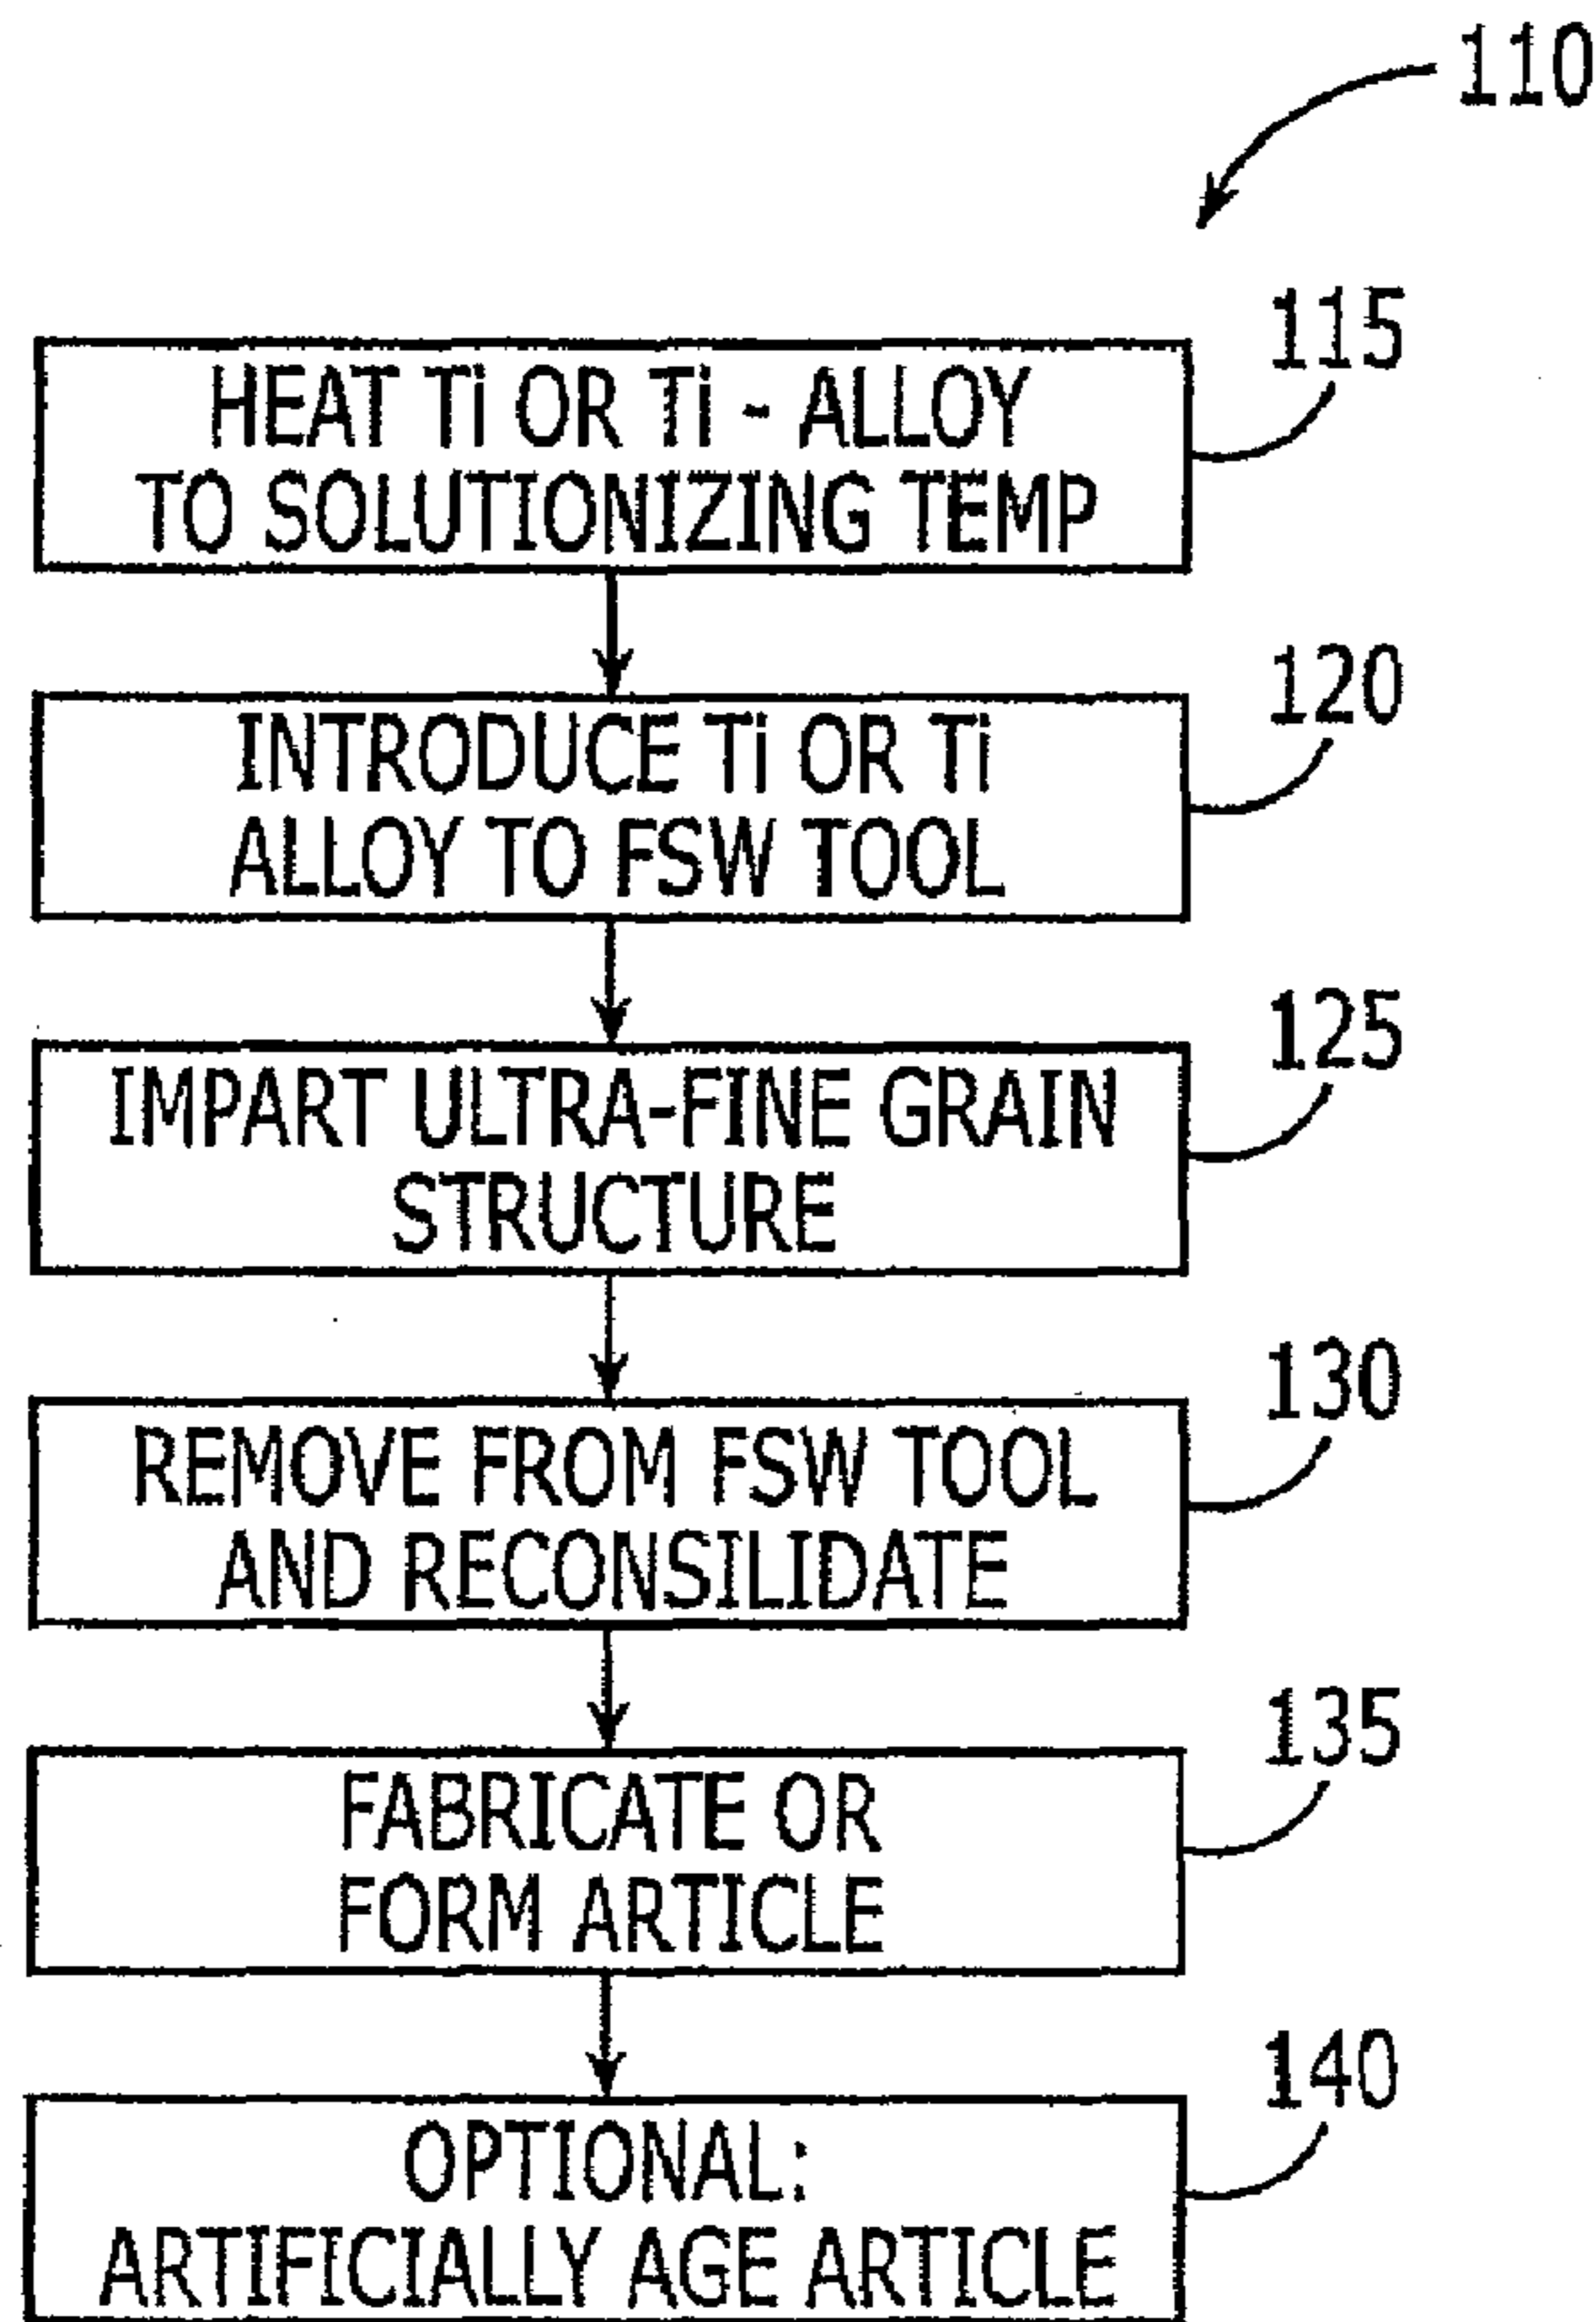 110
115
HEAT Ti OR Ti - ALLOY
TO SOLUTIONIZING TEMP
120
INTRODUCE Ti OR Ti
ALLOY TO FSW TOOL
125
IMPART ULTRA-FINE GRAIN
STRUCTURE
130
REMOVE FROM FSW TOOL
AND RECONSILIDATE
135
FABRICATE OR
FORM ARTICLE
140
OPTIONAL:
ARTIFICIALLY AGE ARTICLE